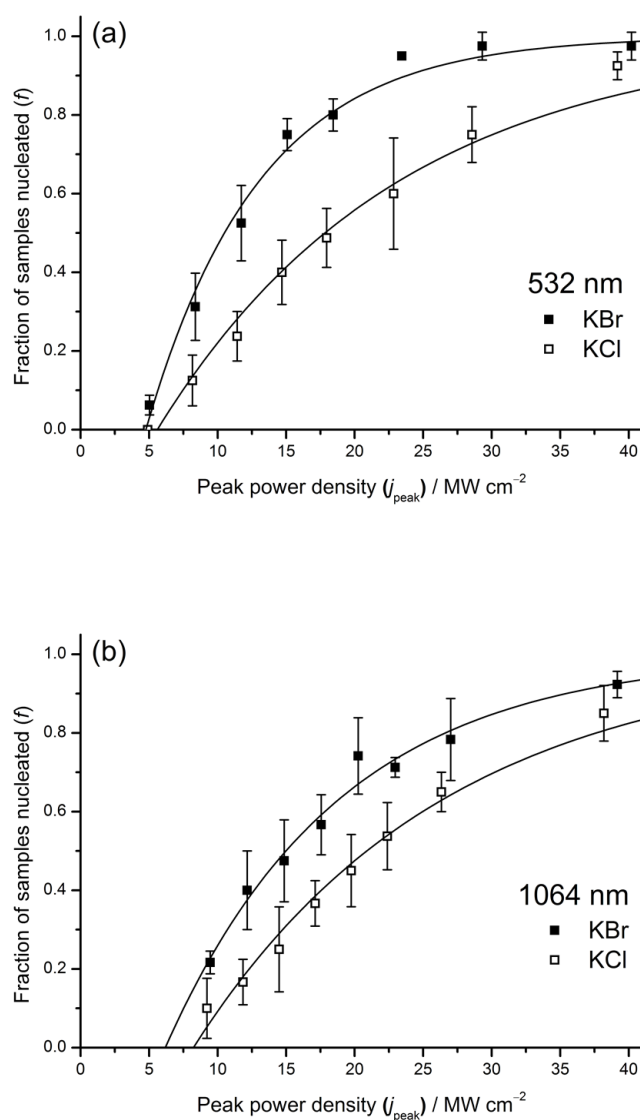 (a)
1.0
0.8
0.6
0.4
0.2
0.0
Fraction of samples nucleated (f)
532 nm
KBr
KCl
0 5 10 15 20 25 30 35 40
Peak power density (jpeak) / MW cm−2
(b)
1.0
0.8
0.6
0.4
0.2
0.0
Fraction of samples nucleated (f)
1064 nm
KBr
KCl
0 5 10 15 20 25 30 35 40
Peak power density (jpeak) / MW cm−2